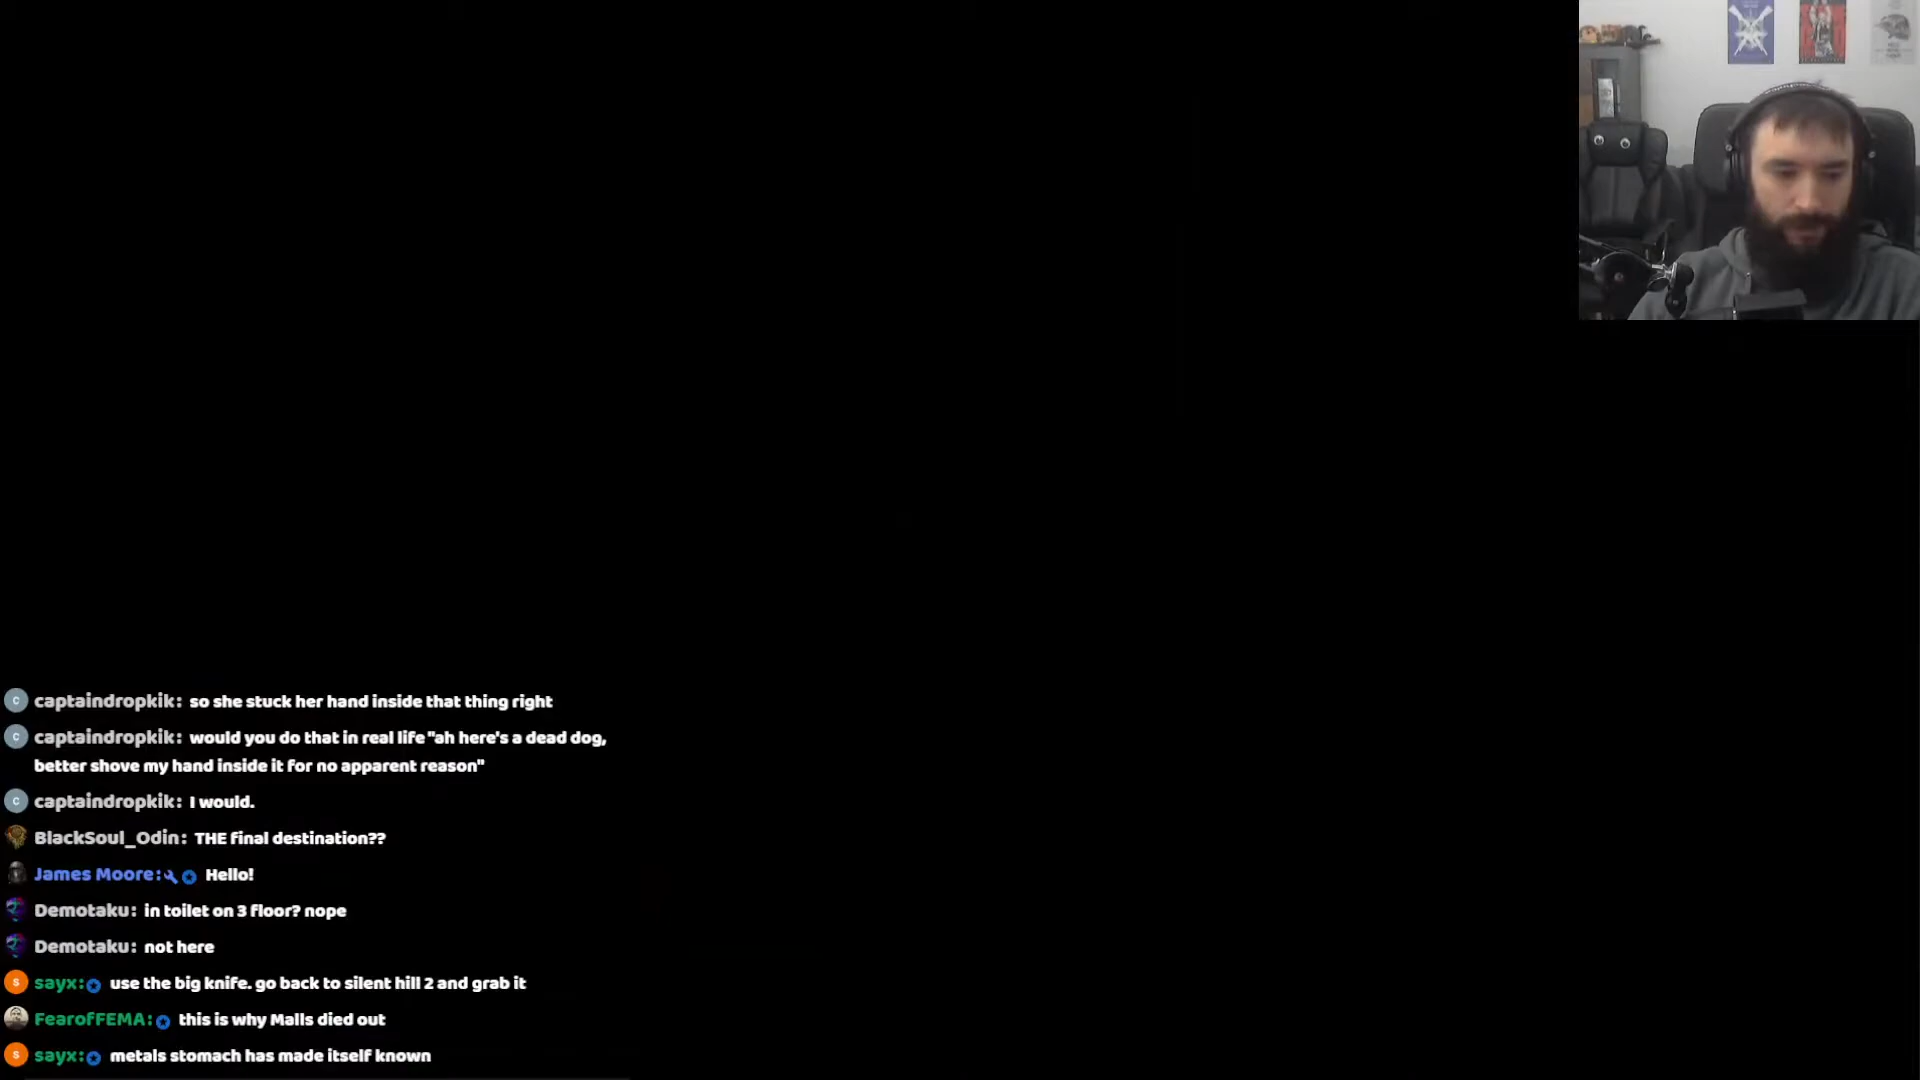 captaindropkik: so she stuck her hand inside that thing right
captaindropkik: would you do that in real life "ah here's a dead dog,
better shove my hand inside it for no apparent reason"
captaindropkik: I would.
BlackSoul_Odin: THE final destination??
James Moore: Hello!
Demotaku: in toilet on 3 floor? nope
Demotaku: not here
sayx: use the big knife. go back to silent hill 2 and grab it
FearofFEMA: this is why Malls died out
sayx: metals stomach has made itself known